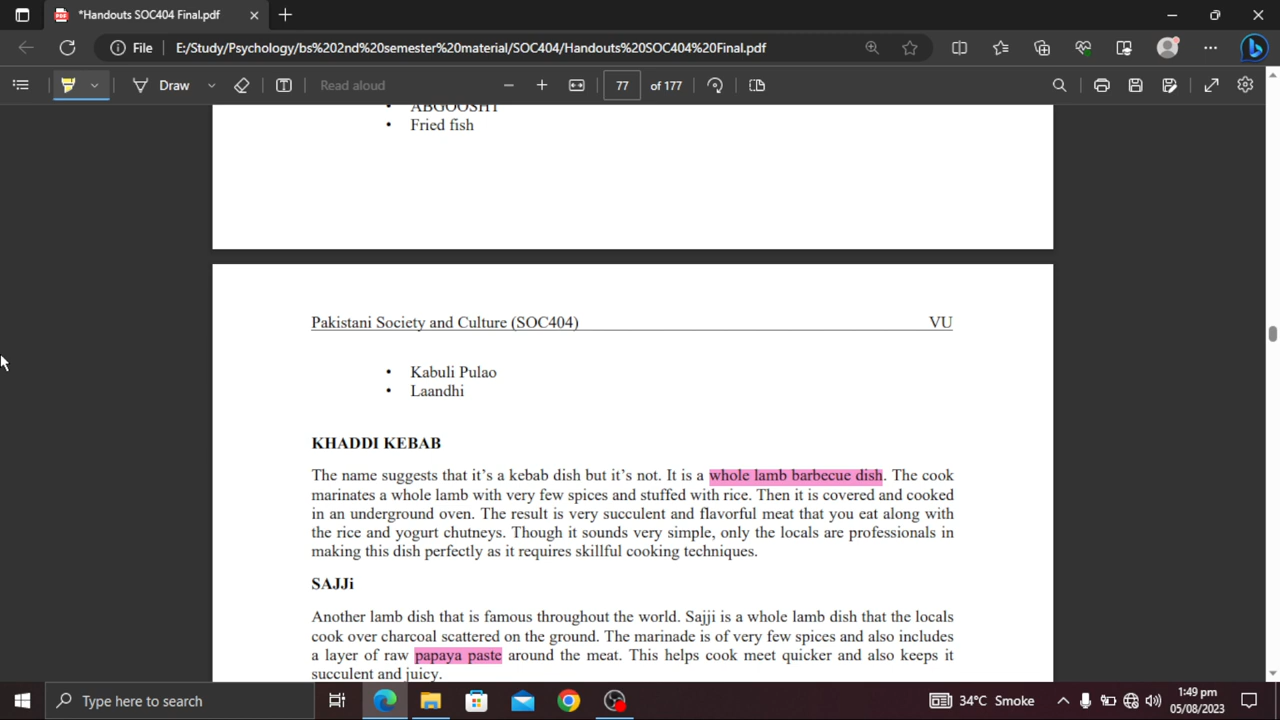 *Handouts SOC404 Final.pdf
File
E:/Study/Psychology/bs%202nd%20semester%20material/SOC404/Handouts%20SOC404%20Final.pdf
Draw
Read aloud
77 of 177
• ABGOOSHT
• Fried fish
Pakistani Society and Culture (SOC404) VU
• Kabuli Pulao
• Laandhi
KHADDI KEBAB
The name suggests that it’s a kebab dish but it’s not. It is a whole lamb barbecue dish. The cook
marinates a whole lamb with very few spices and stuffed with rice. Then it is covered and cooked
in an underground oven. The result is very succulent and flavorful meat that you eat along with
the rice and yogurt chutneys. Though it sounds very simple, only the locals are professionals in
making this dish perfectly as it requires skillful cooking techniques.
SAJJi
Another lamb dish that is famous throughout the world. Sajji is a whole lamb dish that the locals
cook over charcoal scattered on the ground. The marinade is of very few spices and also includes
a layer of raw papaya paste around the meat. This helps cook meet quicker and also keeps it
succulent and juicy.
Type here to search
34°C Smoke
1:49 pm
05/08/2023